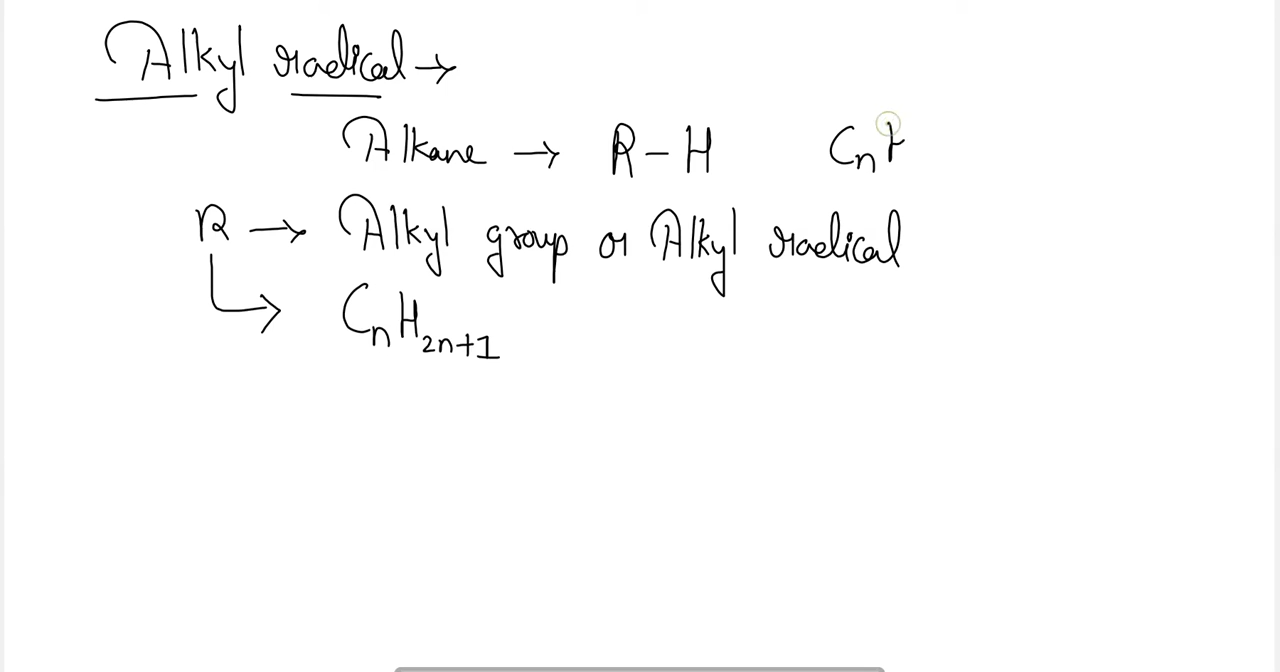 Alkyl radical →
Alkane → R – H CnH
R → Alkyl group or Alkyl radical
↳ CnH2n+1